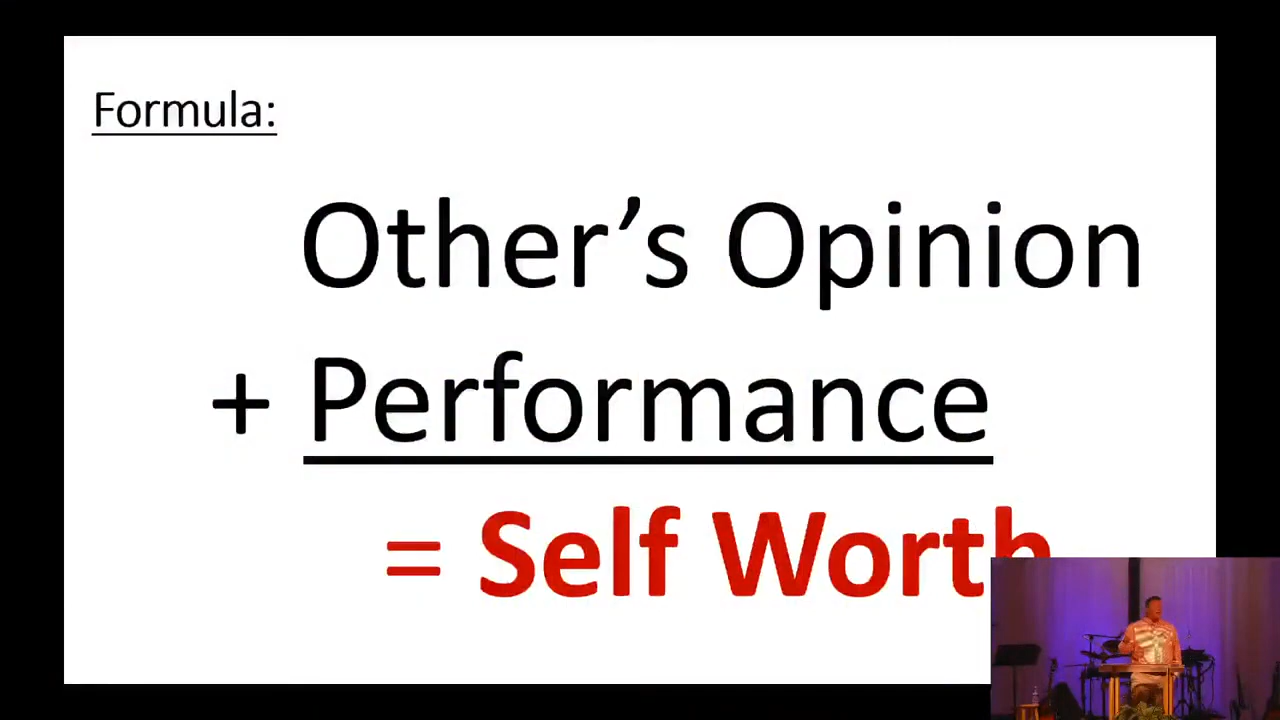 Formula:
Other’s Opinion
+ Performance
= Self Worth